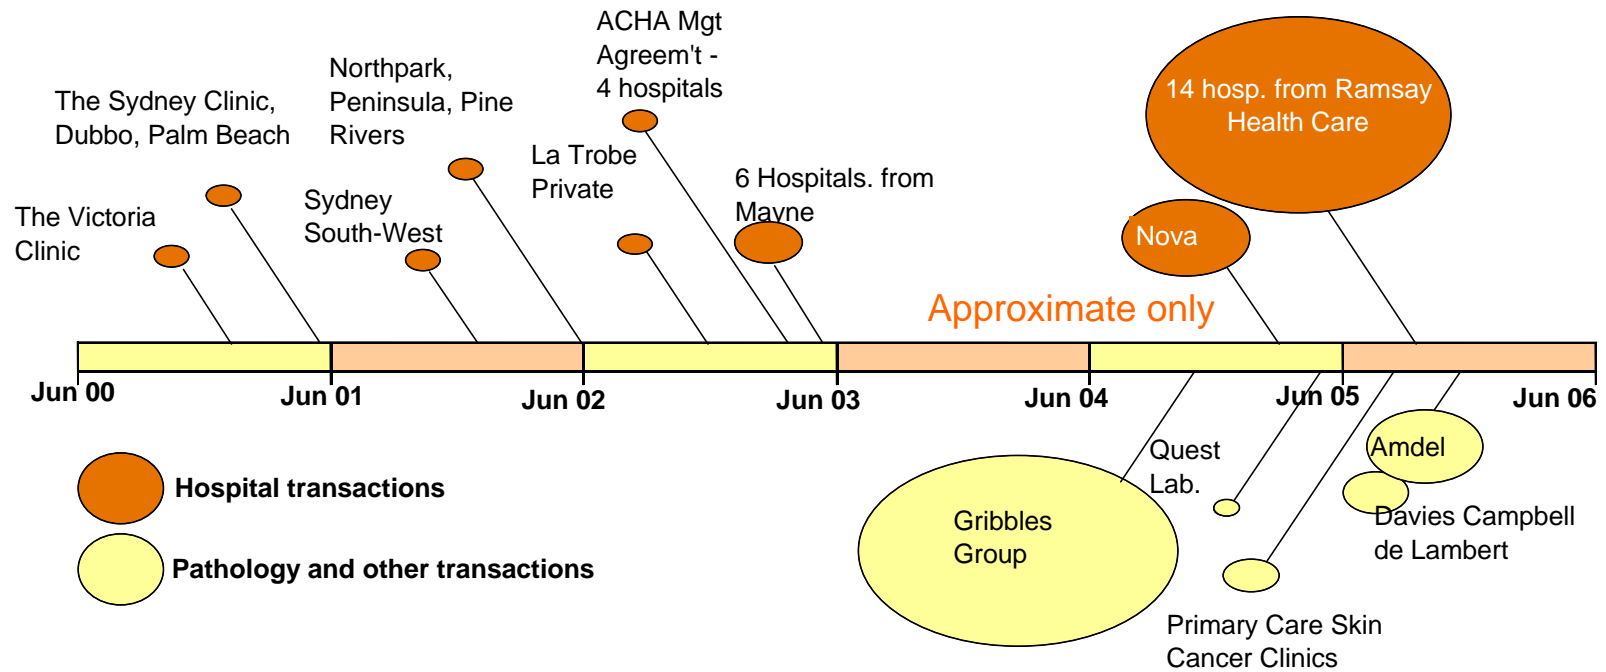 ACHA Mgt
Agreem't -
4 hospitals
Northpark,
Peninsula, Pine
Rivers
The Sydney Clinic,
Dubbo, Palm Beach
14 hosp. from Ramsay
Health Care
La Trobe
Private
6 Hospitals. from
Mayne
Sydney
South-West
The Victoria
Clinic
Nova
Approximate only
Jun 00
Jun 01
Jun 02
Jun 03
Jun 04
Jun 05
Jun 06
Hospital transactions
Pathology and other transactions
Gribbles
Group
Quest
Lab.
Amdel
Davies Campbell
de Lambert
Primary Care Skin
Cancer Clinics